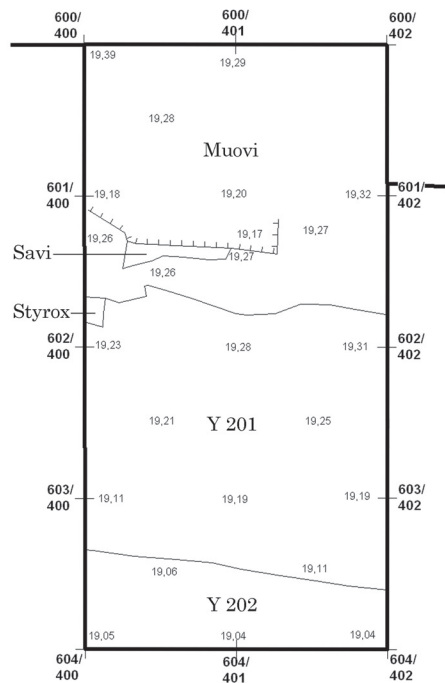 600/ 600/ 600/
400 401 402
19,39 19,29
19,28
Muovi
601/ 601/
400 402
19,18 19,20 19,32
19,17 19,27
19,26
Savi
19,27
19,26
Styrox
602/ 602/
400 402
19,23 19,28 19,31
19,21 Y 201 19,25
603/ 603/
400 402
19,11 19,19 19,19
19,06 19,11
Y 202
19,05 19,04 19,04
604/ 604/ 604/
400 401 402